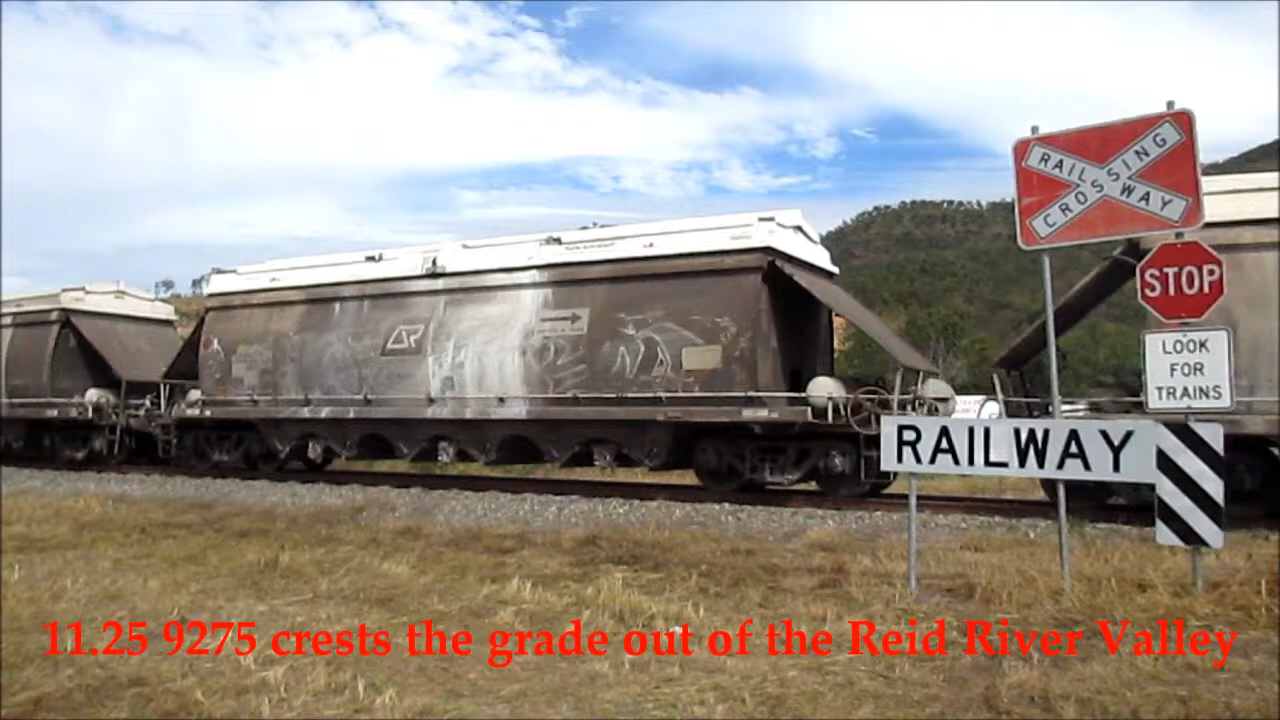 RAILWAY
CROSSING
STOP
LOOK
FOR
TRAINS
RAILWAY
QR
11.25 9275 crests the grade out of the Reid River Valley